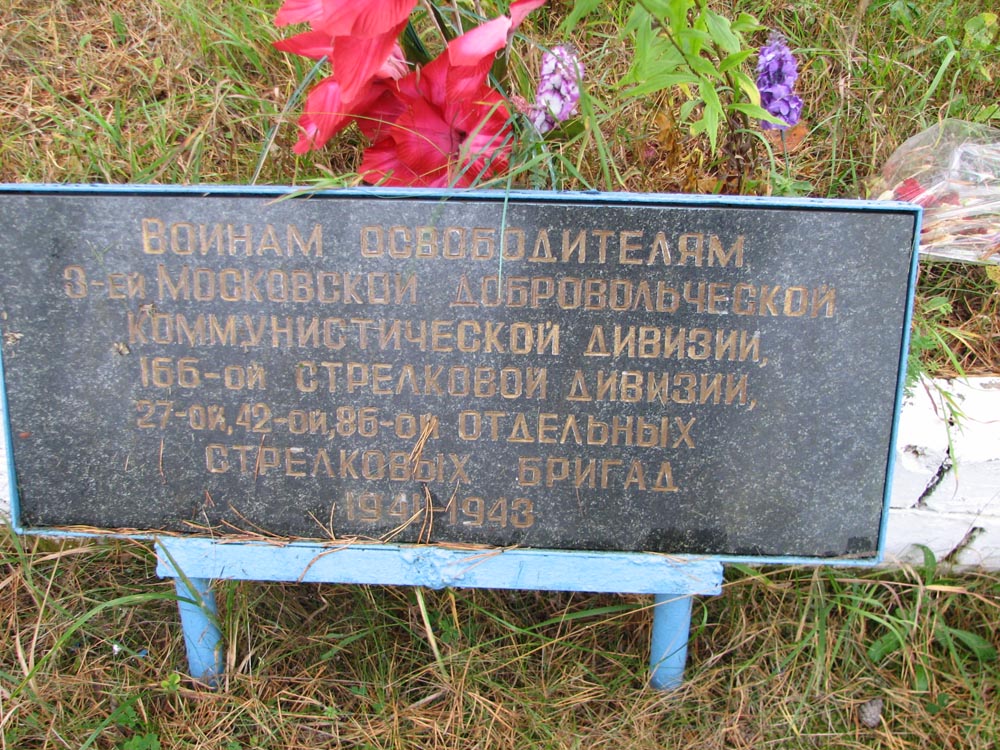 Воинам освободителям
3-ей Московской добровольческой
коммунистической дивизии,
166-ой стрелковой дивизии,
27-ой, 42-ой, 86-ой отдельных
стрелковых бригад
1941-1943